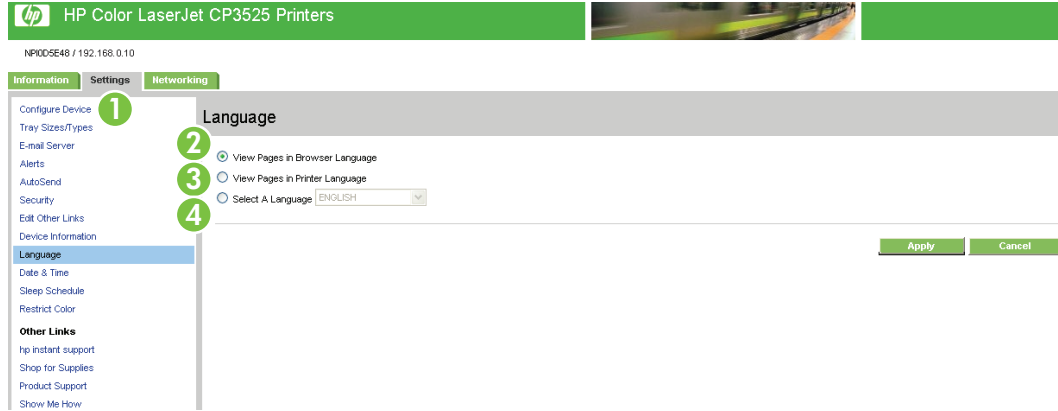 hp HP Color LaserJet CP3525 Printers
NPI0D5E48 / 192.168.0.10
Information Settings Networking
1
Configure Device
Tray Sizes/Types
E-mail Server
Alerts
AutoSend
Security
Edit Other Links
Device Information
Language
Date & Time
Sleep Schedule
Restrict Color
Other Links
hp instant support
Shop for Supplies
Product Support
Show Me How
Language
2
View Pages in Browser Language
3
View Pages in Printer Language
Select A Language ENGLISH
4
Apply Cancel